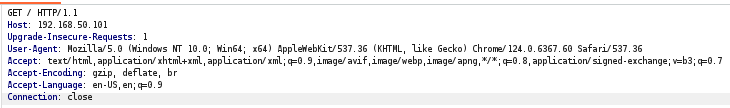 GET / HTTP/1.1
Host: 192.168.50.101
Upgrade-Insecure-Requests: 1
User-Agent: Mozilla/5.0 (Windows NT 10.0; Win64; x64) AppleWebKit/537.36 (KHTML, like Gecko) Chrome/124.0.6367.60 Safari/537.36
Accept: text/html,application/xhtml+xml,application/xml;q=0.9,image/avif,image/webp,image/apng,*/*;q=0.8,application/signed-exchange;v=b3;q=0.7
Accept-Encoding: gzip, deflate, br
Accept-Language: en-US,en;q=0.9
Connection: close